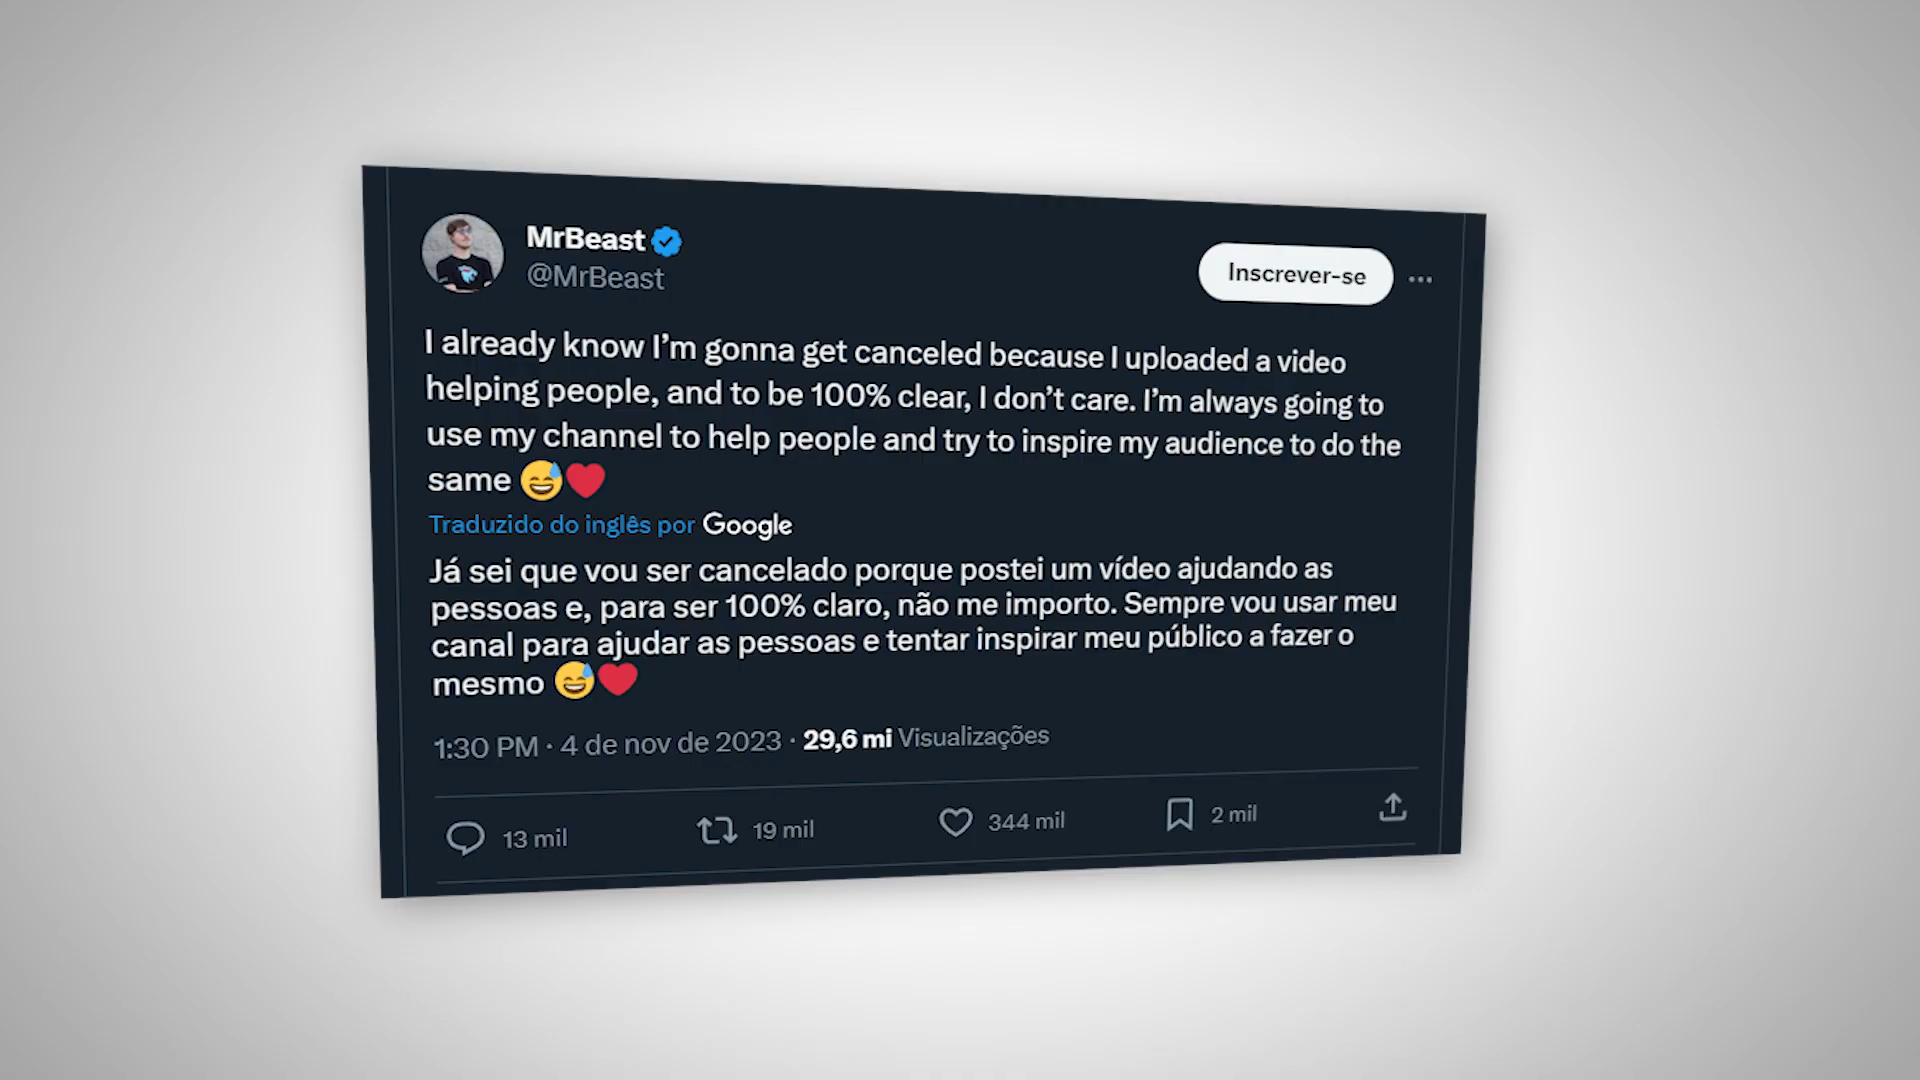 MrBeast
@MrBeast
Inscrever-se
I already know I’m gonna get canceled because I uploaded a video
helping people, and to be 100% clear, I don’t care. I’m always going to
use my channel to help people and try to inspire my audience to do the
same 😅❤️
Traduzido do inglês por Google
Já sei que vou ser cancelado porque postei um vídeo ajudando as
pessoas e, para ser 100% claro, não me importo. Sempre vou usar meu
canal para ajudar as pessoas e tentar inspirar meu público a fazer o
mesmo 😅❤️
1:30 PM · 4 de nov de 2023 · 29,6 mi Visualizações
13 mil 19 mil 344 mil 2 mil